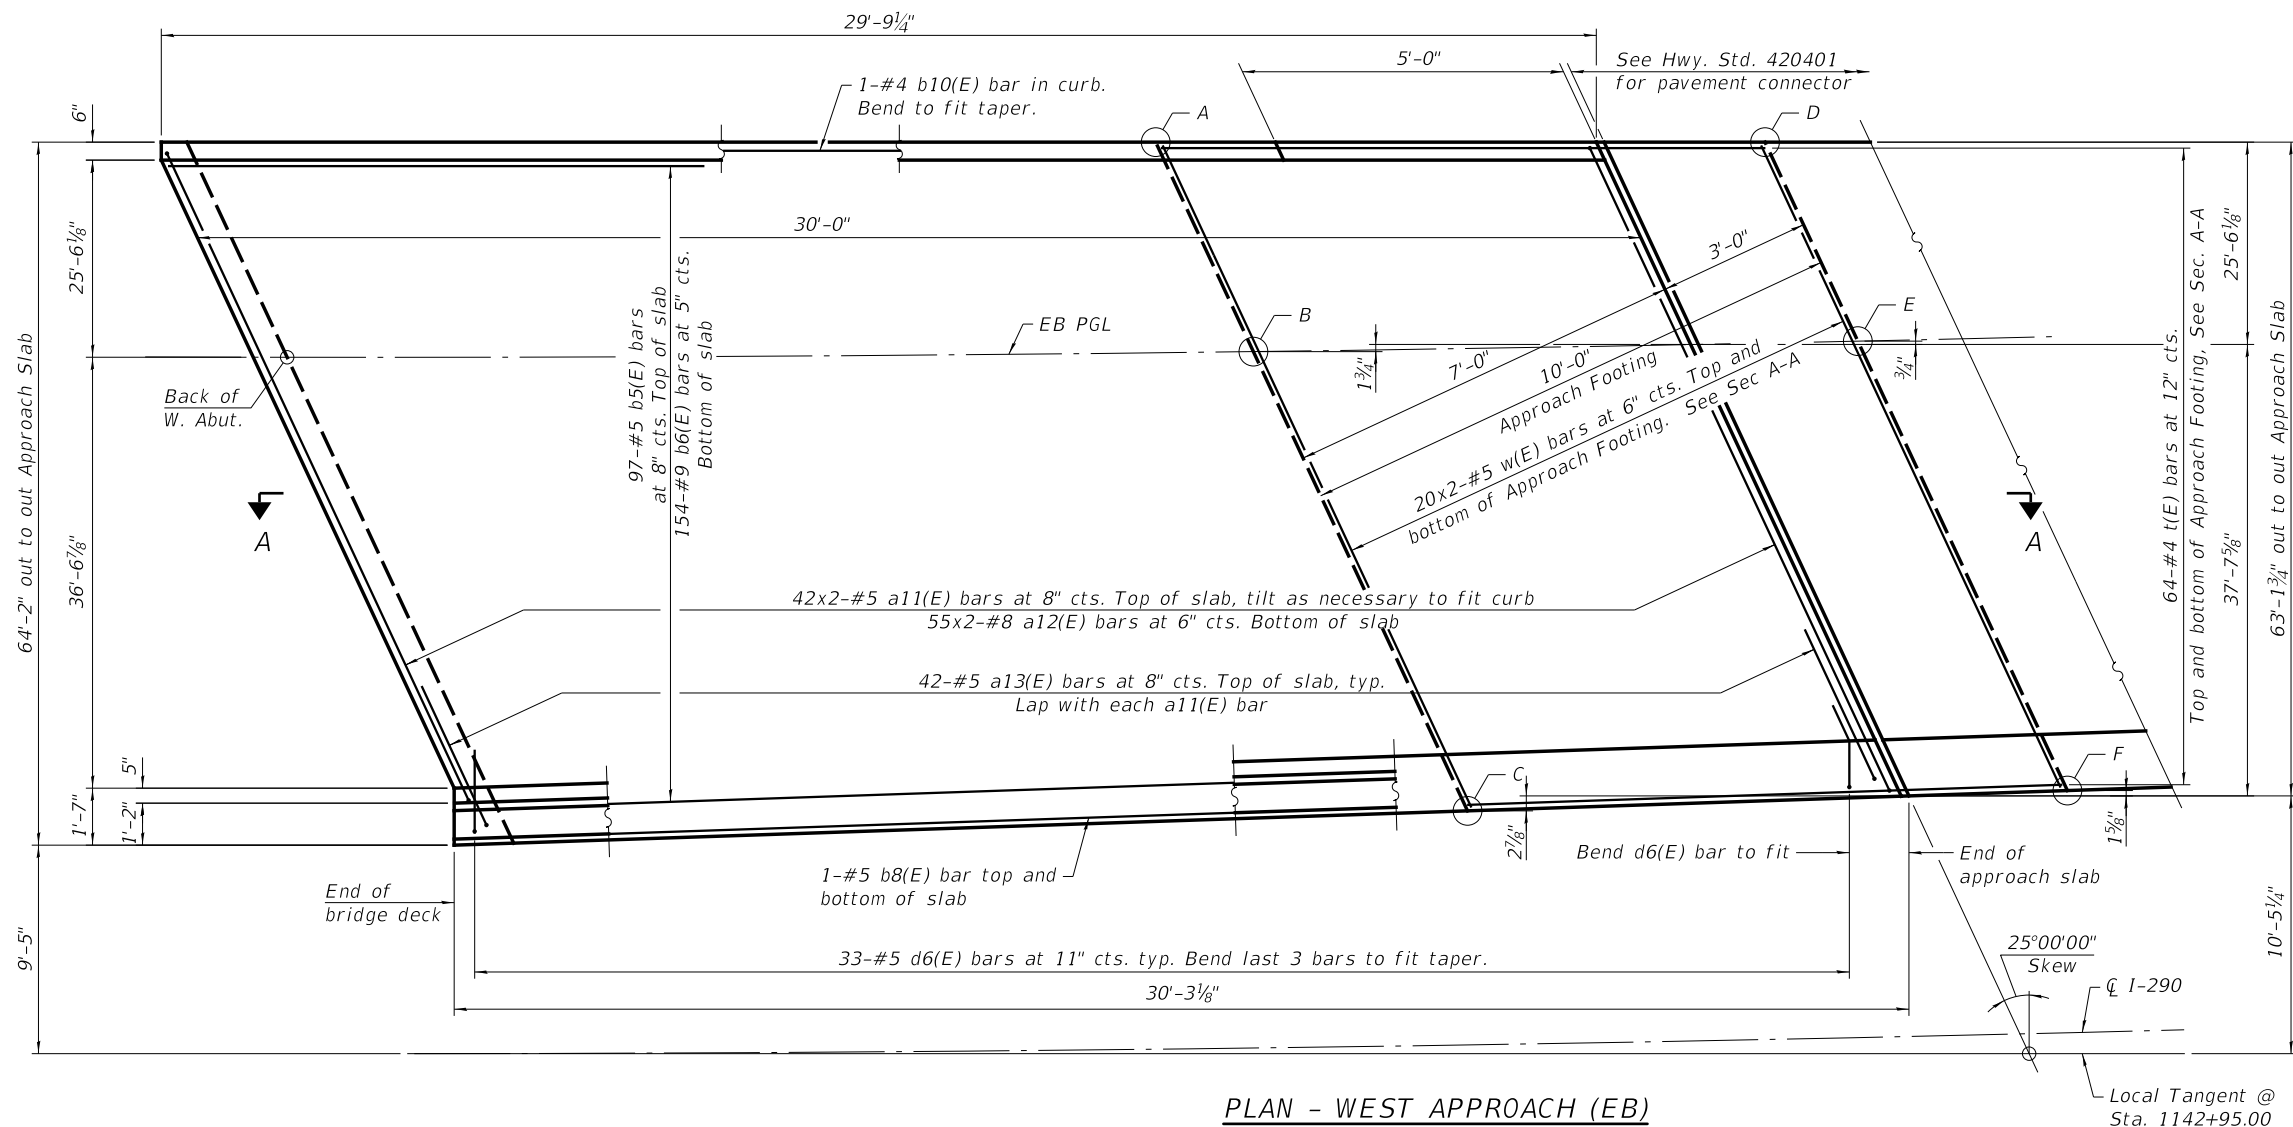 29'-9¼"
5'-0"
See Hwy. Std. 420401
for pavement connector
1-#4 b10(E) bar in curb.
Bend to fit taper.
6"
A
D
30'-0"
25'-6⅛"
64'-2" out to out Approach Slab
36'-6⅞"
5"
1'-7"
1'-2"
9'-5"
97-#5 b5(E) bars
at 8" cts. Top of slab
154-#9 b6(E) bars at 5" cts.
Bottom of slab
EB PGL
B
E
1¾"
¾"
3'-0"
7'-0"
10'-0"
Approach Footing
20x2-#5 w(E) bars at 6" cts. Top and
bottom of Approach Footing. See Sec A-A
Back of
W. Abut.
A
A
64-#4 t(E) bars at 12" cts.
Top and bottom of Approach Footing, See Sec. A-A
25'-6⅛"
37'-7⅝"
63'-1¾" out to out Approach Slab
10'-5¼"
42x2-#5 a11(E) bars at 8" cts. Top of slab, tilt as necessary to fit curb
55x2-#8 a12(E) bars at 6" cts. Bottom of slab
42-#5 a13(E) bars at 8" cts. Top of slab, typ.
Lap with each a11(E) bar
C
F
2⅞"
1⅝"
1-#5 b8(E) bar top and
bottom of slab
Bend d6(E) bar to fit
End of
approach slab
End of
bridge deck
33-#5 d6(E) bars at 11" cts. typ. Bend last 3 bars to fit taper.
30'-3⅛"
25°00'00"
Skew
℄ I-290
Local Tangent @
Sta. 1142+95.00
PLAN - WEST APPROACH (EB)